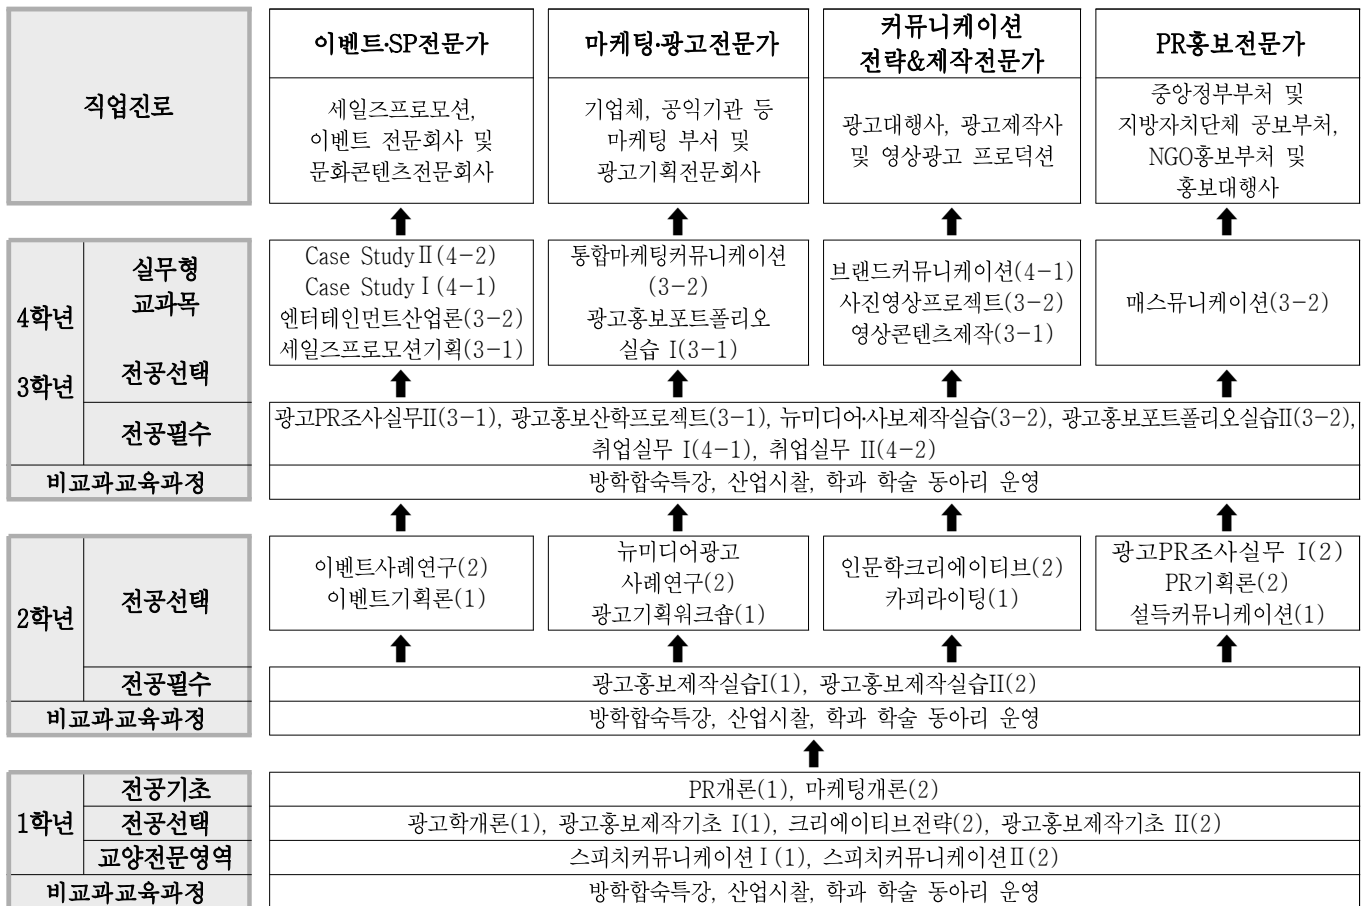 직업진로
이벤트·SP전문가
마케팅·광고전문가
커뮤니케이션
전략&제작전문가
PR홍보전문가
세일즈프로모션,
이벤트 전문회사 및
문화콘텐츠전문회사
기업체, 공익기관 등
마케팅 부서 및
광고기획전문회사
광고대행사, 광고제작사
및 영상광고 프로덕션
중앙정부부처 및
지방자치단체 공보부처,
NGO홍보부처 및
홍보대행사
4학년
3학년
실무형
교과목
전공선택
Case StudyⅡ(4-2)
Case StudyⅠ(4-1)
엔터테인먼트산업론(3-2)
세일즈프로모션기획(3-1)
통합마케팅커뮤니케이션
(3-2)
광고홍보포트폴리오
실습 I(3-1)
브랜드커뮤니케이션(4-1)
사진영상프로젝트(3-2)
영상콘텐츠제작(3-1)
매스뮤니케이션(3-2)
전공필수
광고PR조사실무II(3-1), 광고홍보산학프로젝트(3-1), 뉴미디어·사보제작실습(3-2), 광고홍보포트폴리오실습II(3-2),
취업실무 I(4-1), 취업실무 II(4-2)
비교과교육과정
방학합숙특강, 산업시찰, 학과 학술 동아리 운영
2학년
전공선택
이벤트사례연구(2)
이벤트기획론(1)
뉴미디어광고
사례연구(2)
광고기획워크숍(1)
인문학크리에이티브(2)
카피라이팅(1)
광고PR조사실무 I(2)
PR기획론(2)
설득커뮤니케이션(1)
전공필수
광고홍보제작실습I(1), 광고홍보제작실습II(2)
비교과교육과정
방학합숙특강, 산업시찰, 학과 학술 동아리 운영
1학년
전공기초
PR개론(1), 마케팅개론(2)
전공선택
광고학개론(1), 광고홍보제작기초 I(1), 크리에이티브전략(2), 광고홍보제작기초 II(2)
교양전문영역
스피치커뮤니케이션Ⅰ(1), 스피치커뮤니케이션Ⅱ(2)
비교과교육과정
방학합숙특강, 산업시찰, 학과 학술 동아리 운영